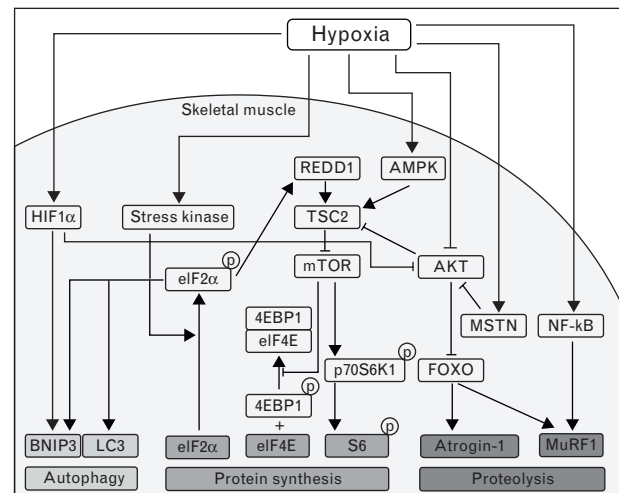 Hypoxia
Skeletal muscle
REDD1 AMPK
HIF1α Stress kinase TSC2
p
eIF2α mTOR AKT
4EBP1
eIF4E
MSTN NF-kB
p
p70S6K1 FOXO
p
4EBP1
+
p
BNIP3 LC3 eIF2α eIF4E S6 Atrogin-1 MuRF1
Autophagy Protein synthesis Proteolysis